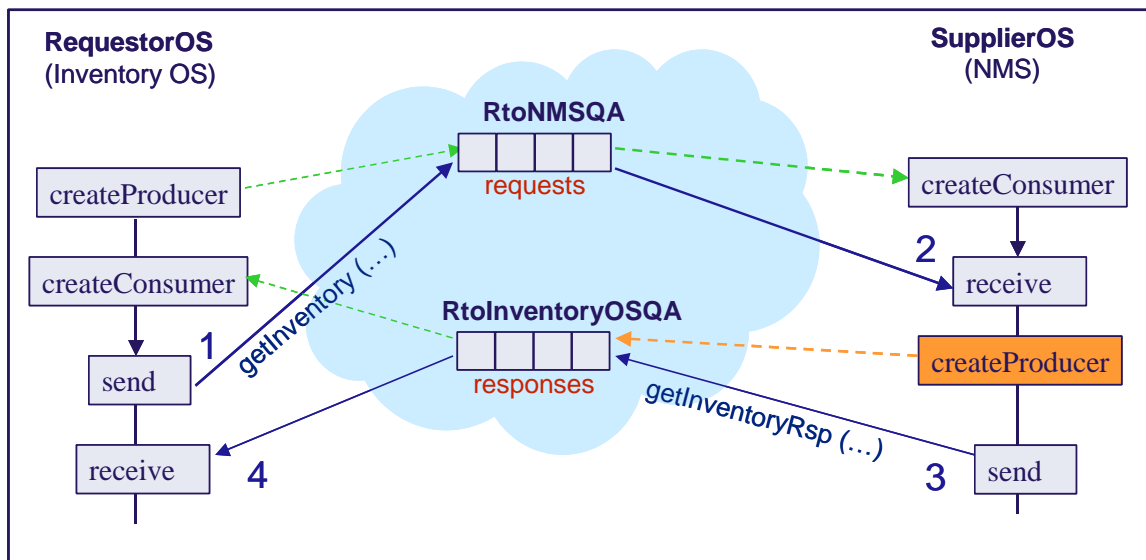 RequestorOS
(Inventory OS)
SupplierOS
(NMS)
RtoNMSQA
requests
createProducer
createConsumer
createConsumer
1
getInventory (…)
2
receive
RtoInventoryOSQA
responses
createProducer
send
getInventoryRsp (…)
receive
4
3
send